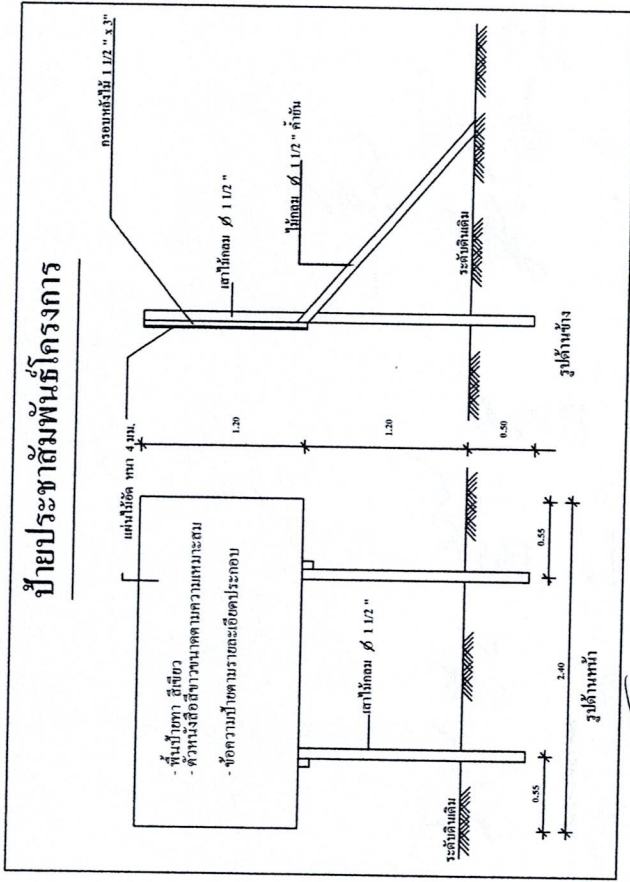 ป้ายประชาสัมพันธ์โครงการ
แผ่นไม้อัด หนา 4 มม.
กรอบหลังไม้ 1 1/2 " x 3"
- พื้นป้ายทา สีเขียว
- ตัวหนังสือสีขาวขนาดตามความเหมาะสม
- ข้อความป้ายตามรายละเอียดประกอบ
เสาไม้กลม Ø 1 1/2 "
ไม้กลม Ø 1 1/2 " ค้ำยัน
เสาไม้กลม Ø 1 1/2 "
1.20
1.20
0.50
ระดับดินเดิม
ระดับดินเดิม
0.55
2.40
0.55
รูปด้านหน้า
รูปด้านข้าง